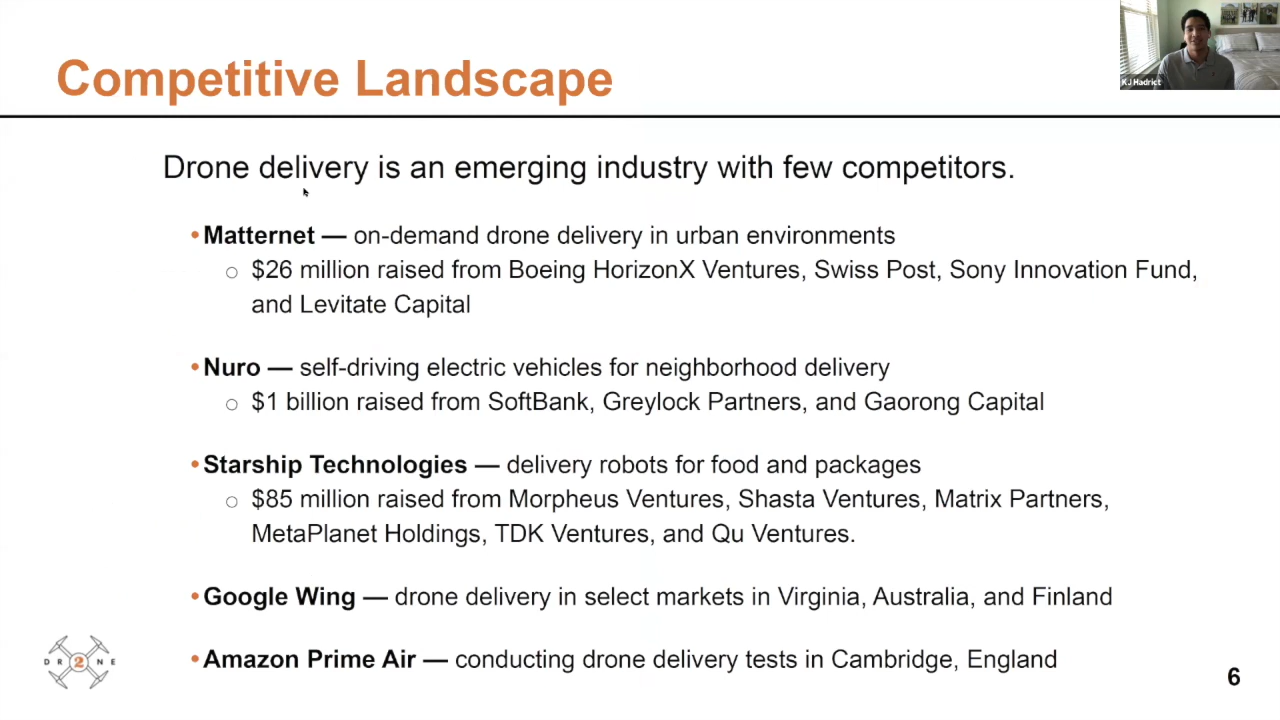 Competitive Landscape
KJ Hadrict
Drone delivery is an emerging industry with few competitors.
•Matternet — on-demand drone delivery in urban environments
○ $26 million raised from Boeing HorizonX Ventures, Swiss Post, Sony Innovation Fund,
and Levitate Capital
•Nuro — self-driving electric vehicles for neighborhood delivery
○ $1 billion raised from SoftBank, Greylock Partners, and Gaorong Capital
•Starship Technologies — delivery robots for food and packages
○ $85 million raised from Morpheus Ventures, Shasta Ventures, Matrix Partners,
MetaPlanet Holdings, TDK Ventures, and Qu Ventures.
•Google Wing — drone delivery in select markets in Virginia, Australia, and Finland
•Amazon Prime Air — conducting drone delivery tests in Cambridge, England
DR2NE
6